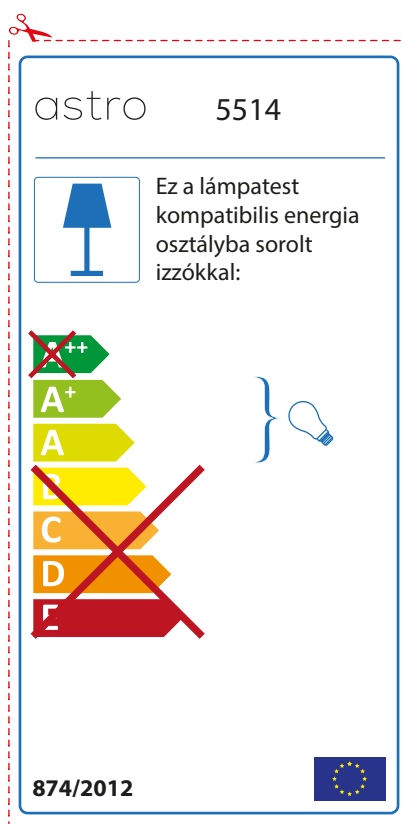 astro 5514
Ez a lámpatest
kompatibilis energia
osztályba sorolt
izzókkal:
A++
A+
A
B
C
D
E
874/2012